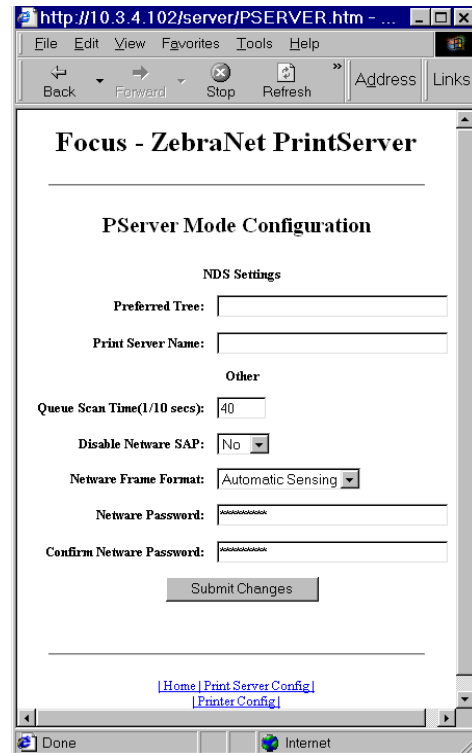 http://10.3.4.102/server/PSERVER.htm - ...
File Edit View Favorites Tools Help
Back Forward Stop Refresh » Address Links
Focus - ZebraNet PrintServer
PServer Mode Configuration
NDS Settings
Preferred Tree:
Print Server Name:
Other
Queue Scan Time(1/10 secs): 40
Disable Netware SAP: No
Netware Frame Format: Automatic Sensing
Netware Password: *********
Confirm Netware Password: *********
Submit Changes
| Home | Print Server Config |
| Printer Config |
Done Internet